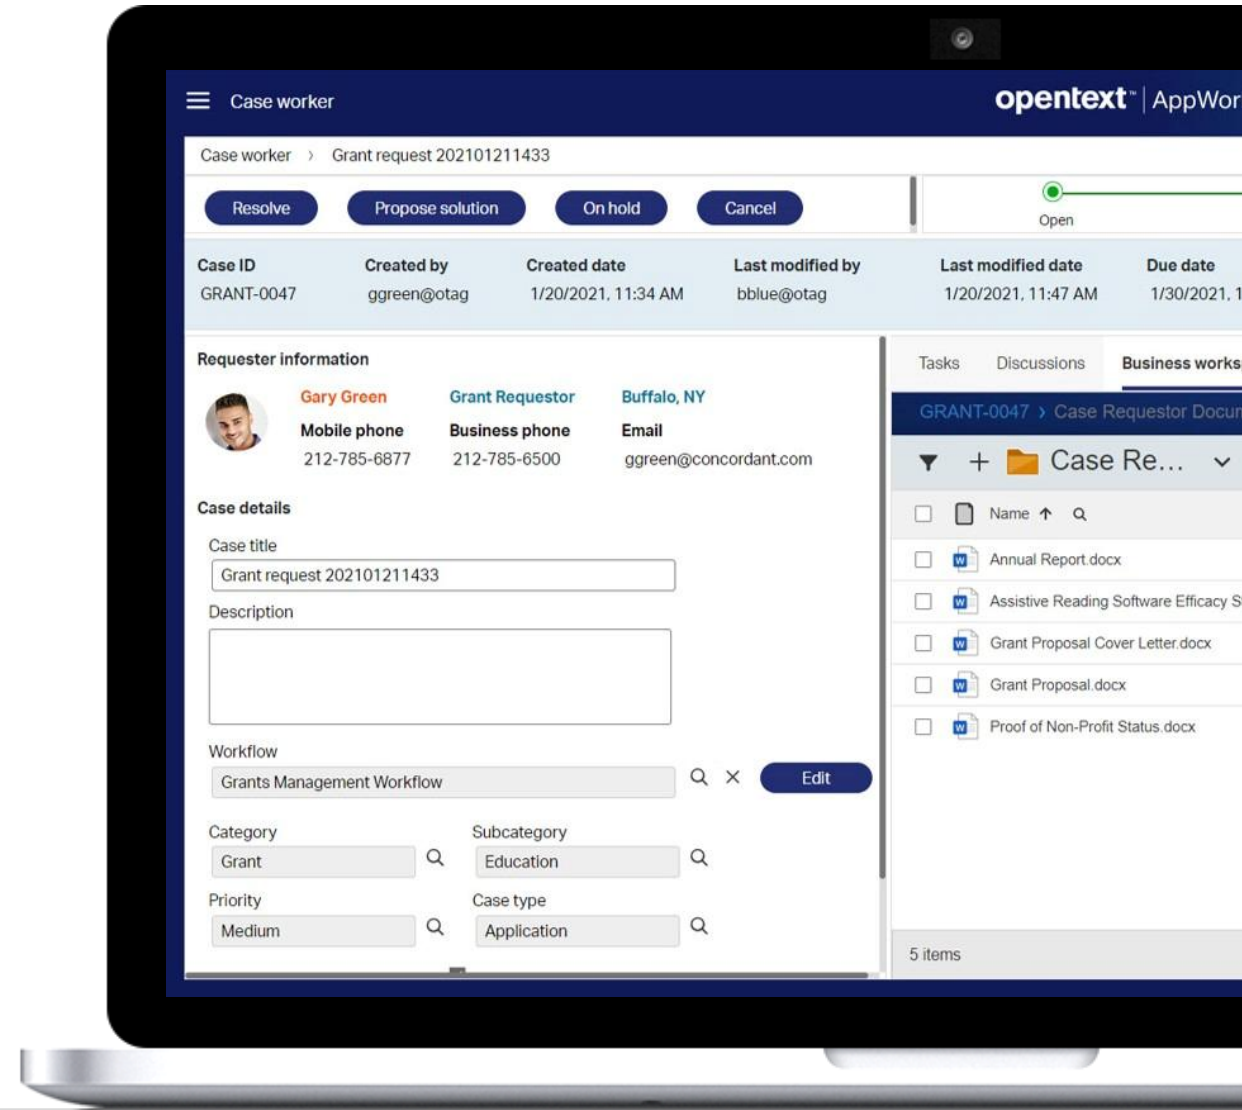 Case worker
opentext™ | AppWor
Case worker › Grant request 202101211433
Resolve Propose solution On hold Cancel
Open
Case ID Created by Created date Last modified by Last modified date Due date
GRANT-0047 ggreen@otag 1/20/2021, 11:34 AM bblue@otag 1/20/2021, 11:47 AM 1/30/2021, 1
Requester information
Gary Green Grant Requestor Buffalo, NY
Mobile phone Business phone Email
212-785-6877 212-785-6500 ggreen@concordant.com
Case details
Case title
Grant request 202101211433
Description
Workflow
Grants Management Workflow
Edit
Category Subcategory
Grant Education
Priority Case type
Medium Application
Tasks Discussions Business works
GRANT-0047 › Case Requestor Docum
Case Re...
Name
Annual Report.docx
Assistive Reading Software Efficacy S
Grant Proposal Cover Letter.docx
Grant Proposal.docx
Proof of Non-Profit Status.docx
5 items